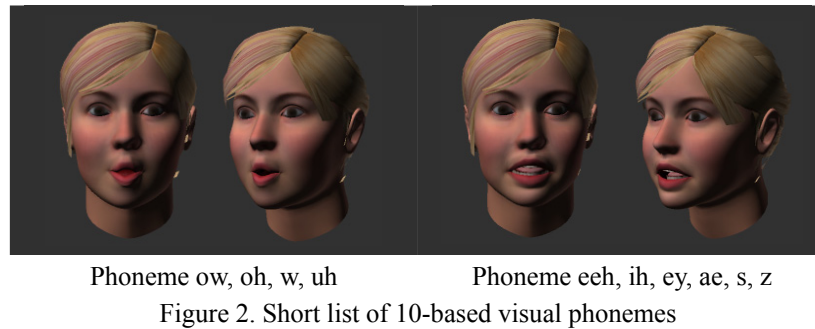 Phoneme ow, oh, w, uh
Phoneme eeh, ih, ey, ae, s, z
Figure 2. Short list of 10-based visual phonemes